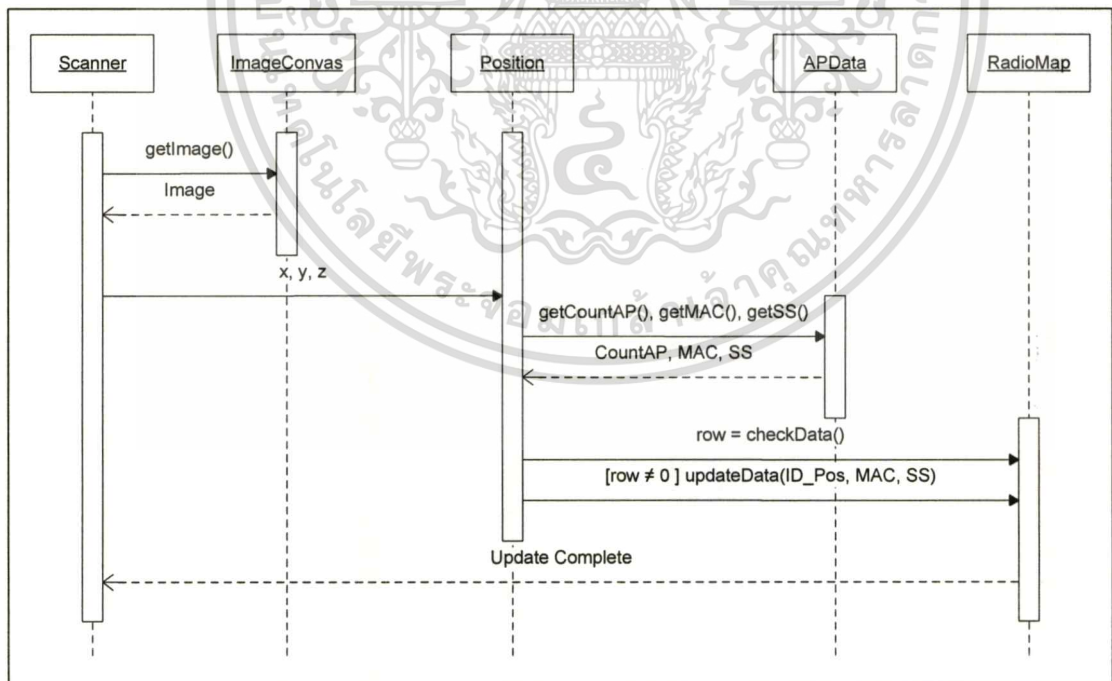 Scanner
ImageConvas
Position
APData
RadioMap
getImage()
Image
x, y, z
getCountAP(), getMAC(), getSS()
CountAP, MAC, SS
row = checkData()
[row ≠ 0 ] updateData(ID_Pos, MAC, SS)
Update Complete